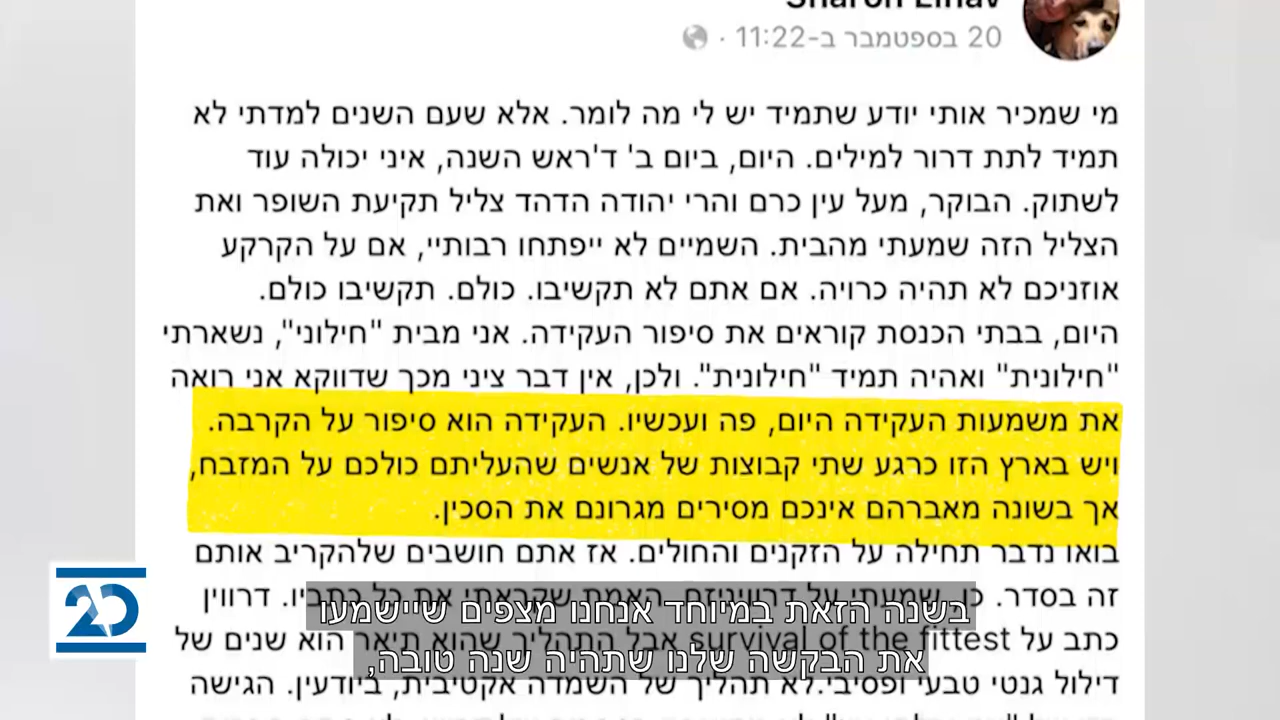 Sharon Elhav
20 בספטמבר ב-11:22 ·
מי שמכיר אותי יודע שתמיד יש לי מה לומר. אלא שעם השנים למדתי לא
תמיד לתת דרור למילים. היום, ביום ב' ד'ראש השנה, איני יכולה עוד
לשתוק. הבוקר, מעל עין כרם והרי יהודה הדהד צליל תקיעת השופר ואת
הצליל הזה שמעתי מהבית. השמיים לא ייפתחו רבותיי, אם על הקרקע
אוזניכם לא תהיה כרויה. אם אתם לא תקשיבו. כולם. תקשיבו כולם.
היום, בבתי הכנסת קוראים את סיפור העקידה. אני מבית "חילוני", נשארתי
"חילונית" ואהיה תמיד "חילונית". ולכן, אין דבר ציני מכך שדווקא אני רואה
את משמעות העקידה היום, פה ועכשיו. העקידה הוא סיפור על הקרבה.
ויש בארץ הזו כרגע שתי קבוצות של אנשים שהעליתם כולכם על המזבח,
אך בשונה מאברהם אינכם מסירים מגרונם את הסכין.
בואו נדבר תחילה על הזקנים והחולים. אז אתם חושבים שלהקריב אותם
זה בסדר. כן, שמעתי על דרוויניזם. האמת שקראתי את כל כתביו. דרווין
כתב על survival of the fittest אבל התהליך שהוא תיאר הוא שנים של
דילול גנטי טבעי ופסיבי.לא תהליך של השמדה אקטיבית, ביודעין. הגישה
20
בשנה הזאת במיוחד אנחנו מצפים שיישמעו
את הבקשה שלנו שתהיה שנה טובה,